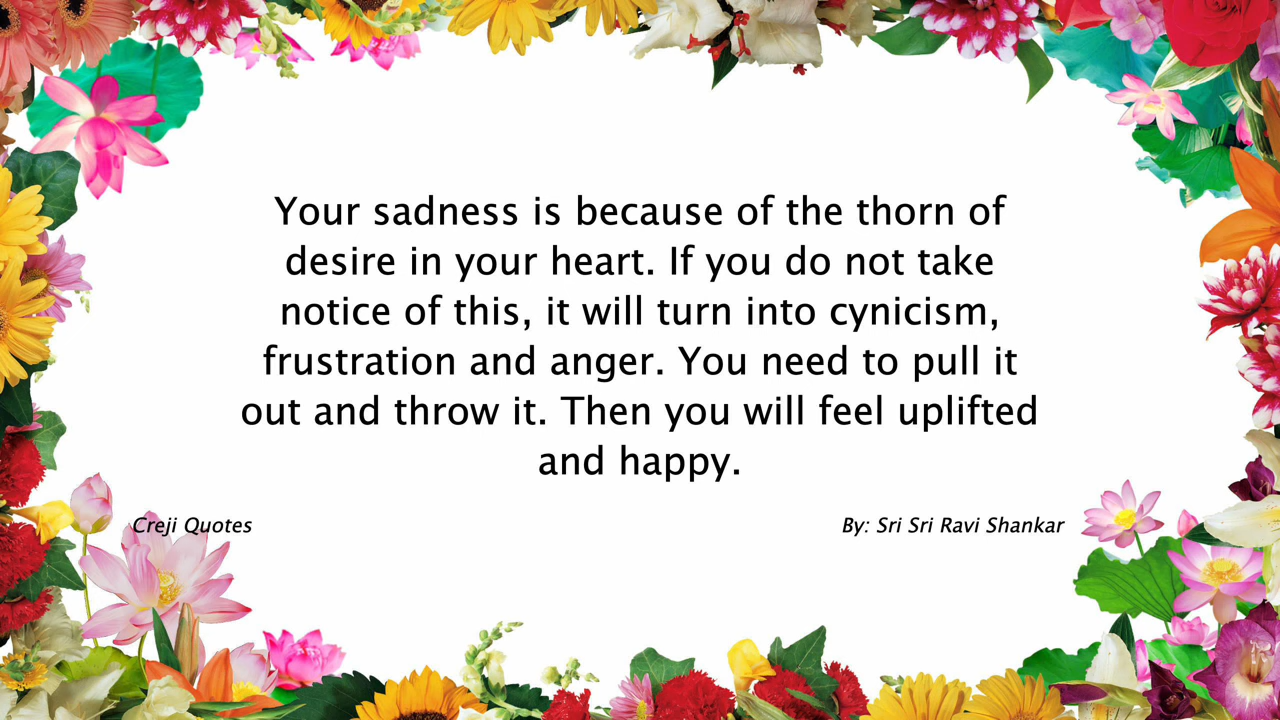 Your sadness is because of the thorn of
desire in your heart. If you do not take
notice of this, it will turn into cynicism,
frustration and anger. You need to pull it
out and throw it. Then you will feel uplifted
and happy.
Creji Quotes
By: Sri Sri Ravi Shankar